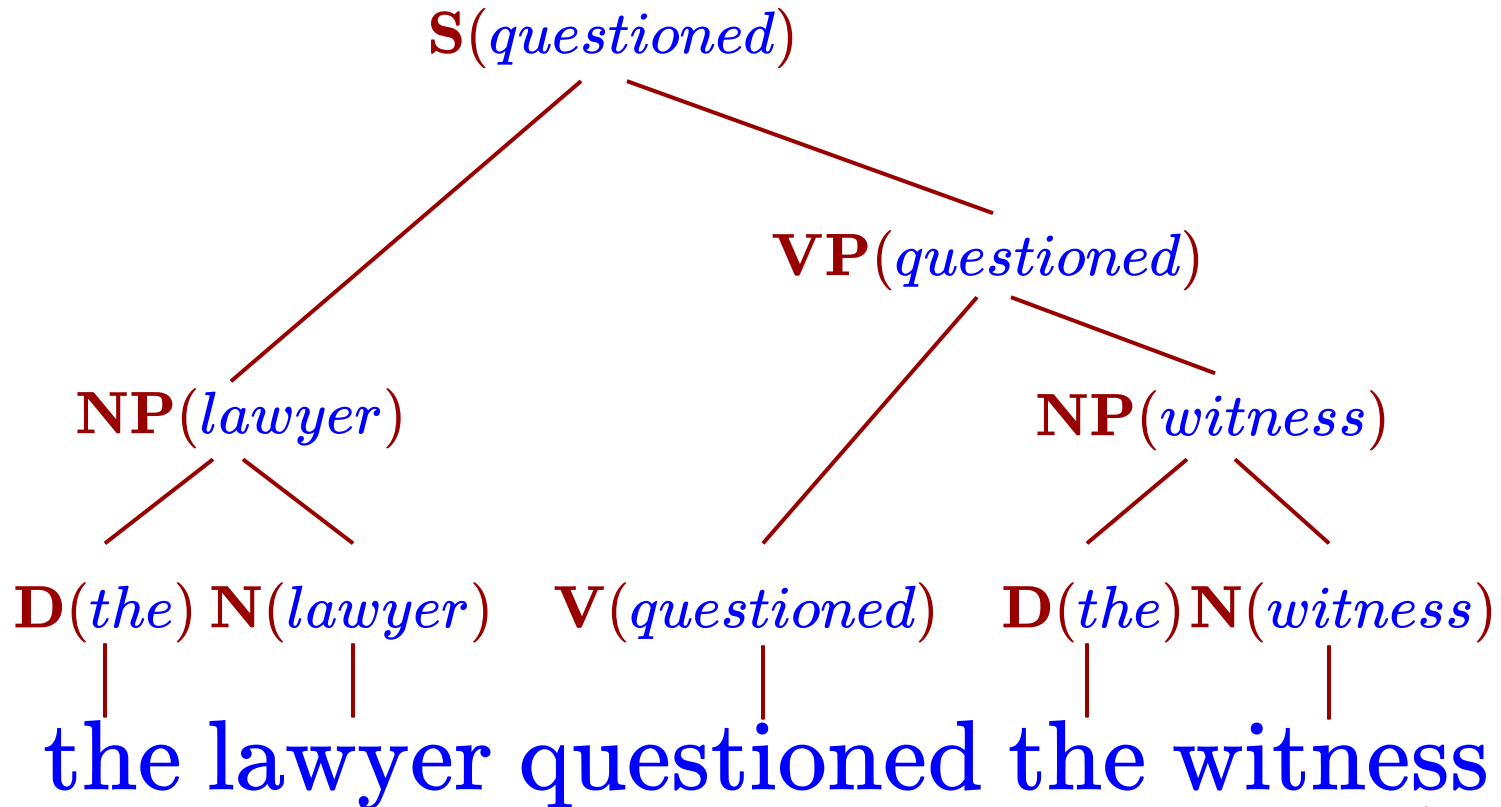 S(questioned)
VP(questioned)
NP(lawyer) NP(witness)
D(the) N(lawyer) V(questioned) D(the) N(witness)
the lawyer questioned the witness